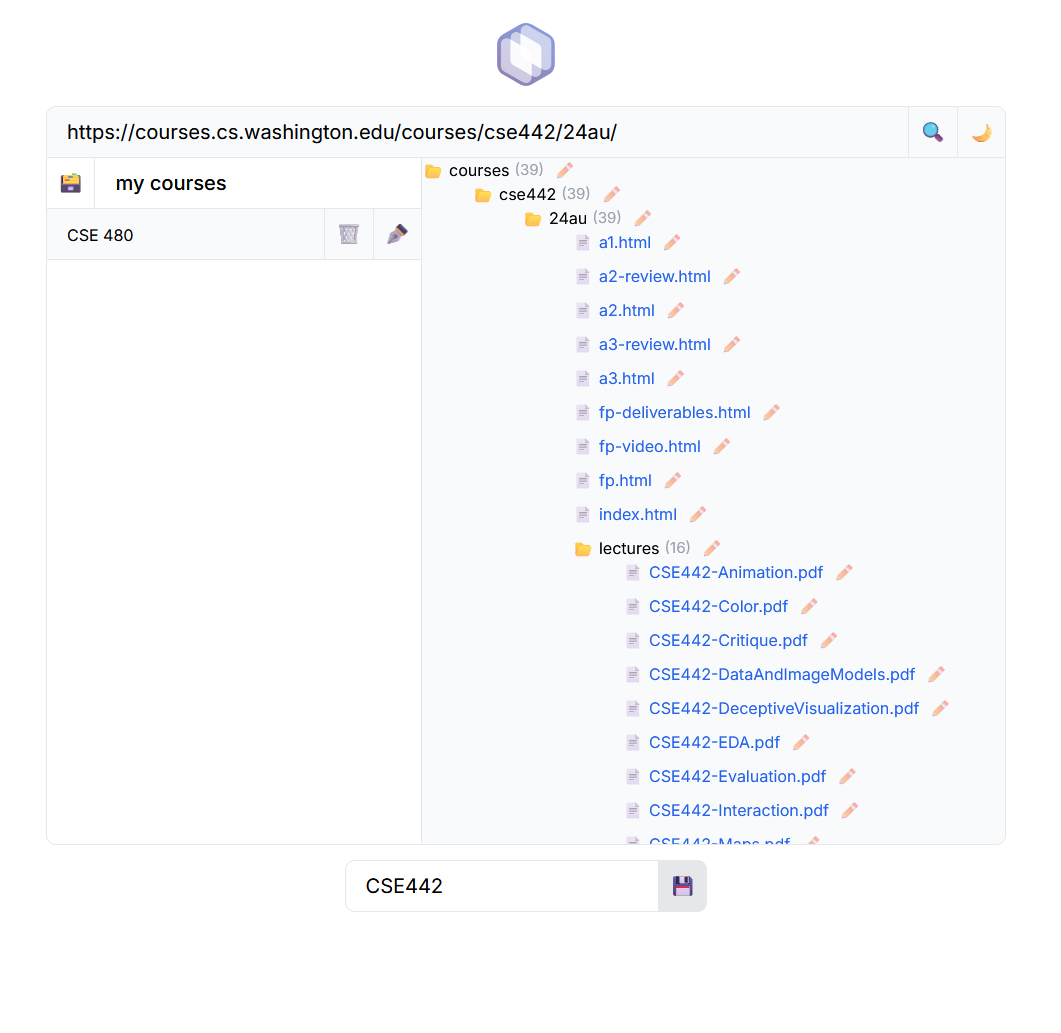 https://courses.cs.washington.edu/courses/cse442/24au/
my courses
CSE 480
courses (39)
cse442 (39)
24au (39)
a1.html
a2-review.html
a2.html
a3-review.html
a3.html
fp-deliverables.html
fp-video.html
fp.html
index.html
lectures (16)
CSE442-Animation.pdf
CSE442-Color.pdf
CSE442-Critique.pdf
CSE442-DataAndImageModels.pdf
CSE442-DeceptiveVisualization.pdf
CSE442-EDA.pdf
CSE442-Evaluation.pdf
CSE442-Interaction.pdf
CSE442-Maps.pdf
CSE442